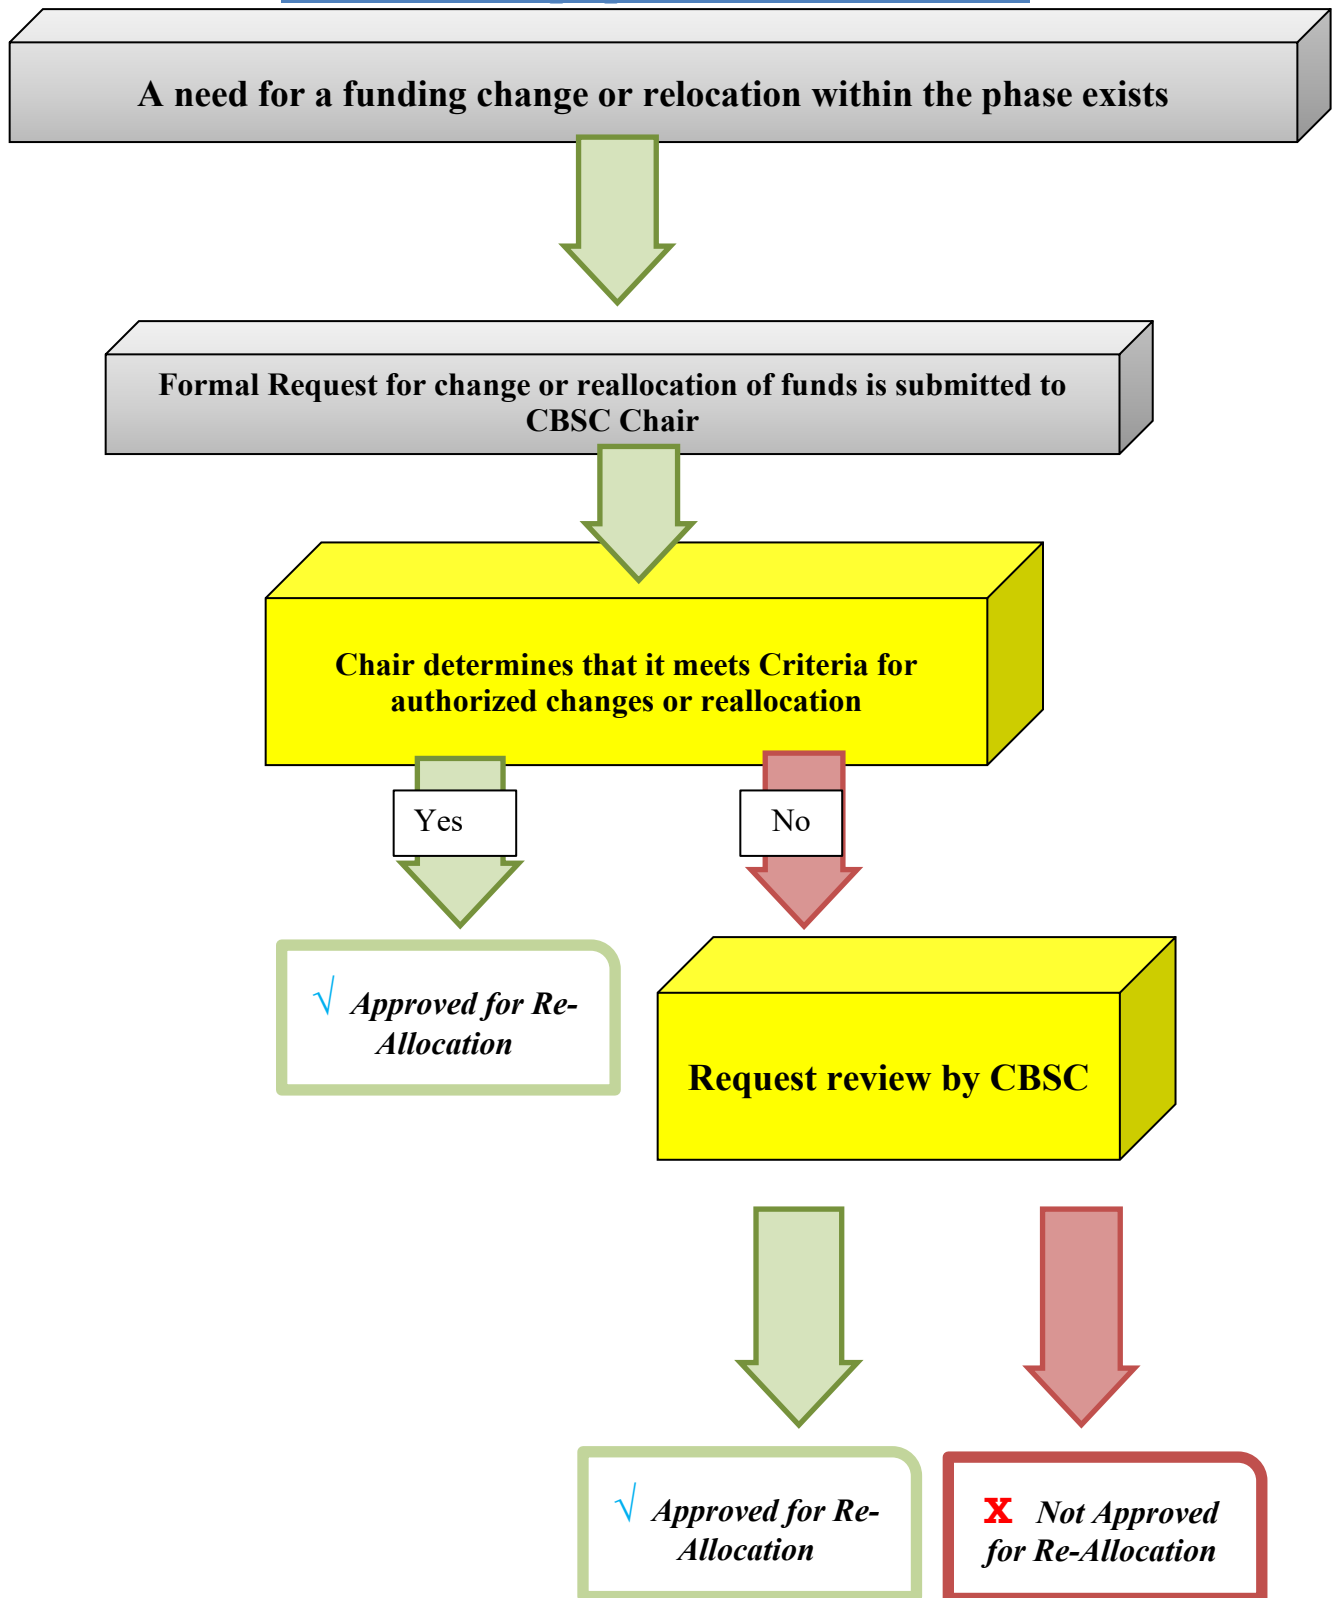 A need for a funding change or relocation within the phase exists
Formal Request for change or reallocation of funds is submitted to
CBSC Chair
Chair determines that it meets Criteria for
authorized changes or reallocation
Yes
No
√ Approved for Re-
Allocation
Request review by CBSC
√ Approved for Re-
Allocation
X Not Approved
for Re-Allocation